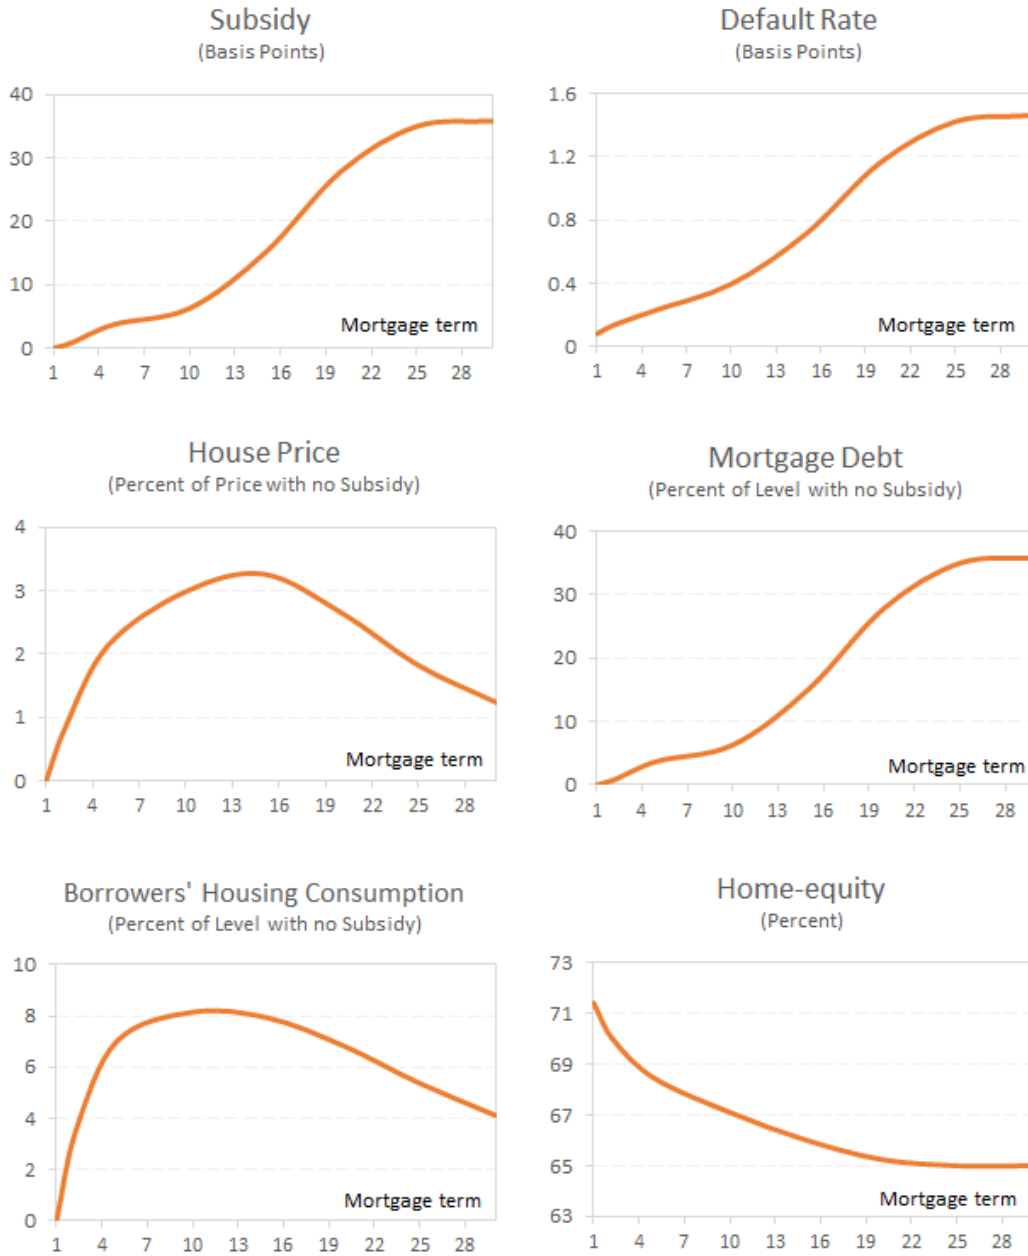 Subsidy
(Basis Points)
40
30
20
10
0
Mortgage term
1 4 7 10 13 16 19 22 25 28
Default Rate
(Basis Points)
1.6
1.2
0.8
0.4
0
Mortgage term
1 4 7 10 13 16 19 22 25 28
House Price
(Percent of Price with no Subsidy)
4
3
2
1
0
Mortgage term
1 4 7 10 13 16 19 22 25 28
Mortgage Debt
(Percent of Level with no Subsidy)
40
30
20
10
0
Mortgage term
1 4 7 10 13 16 19 22 25 28
Borrowers' Housing Consumption
(Percent of Level with no Subsidy)
10
8
6
4
2
0
Mortgage term
1 4 7 10 13 16 19 22 25 28
Home-equity
(Percent)
73
71
69
67
65
63
Mortgage term
1 4 7 10 13 16 19 22 25 28